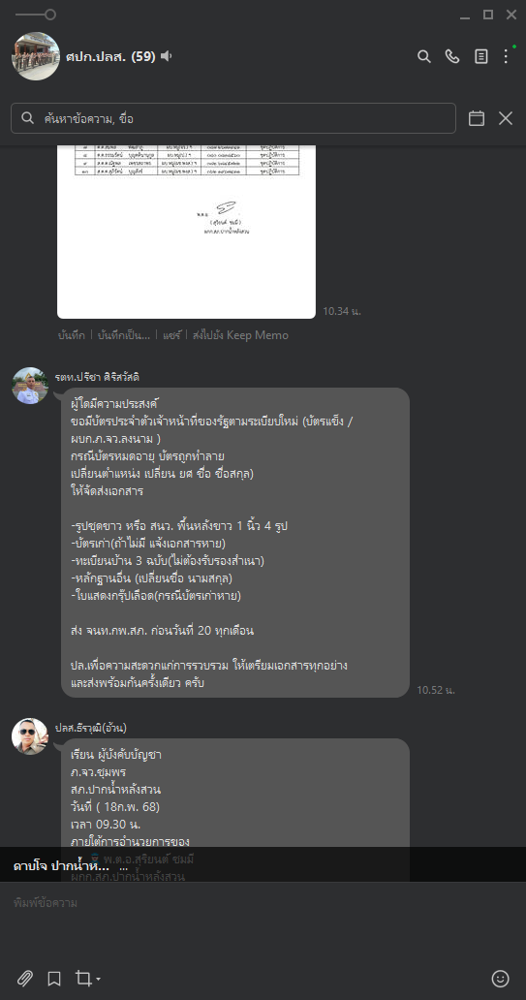 ศปก.ปลส. (59)
ค้นหาข้อความ, ชื่อ
(สุริยนต์ ชมมี)
ผกก.สภ.ปากน้ำหลังสวน
10.34 น.
บันทึก | บันทึกเป็น... | แชร์ | ส่งไปยัง Keep Memo
รตท.ปรีชา ศิริสวัสดิ์
ผู้ใดมีความประสงค์
ขอมีบัตรประจำตัวเจ้าหน้าที่ของรัฐตามระเบียบใหม่ (บัตรแข็ง /
ผบก.ภ.จว.ลงนาม )
กรณีบัตรหมดอายุ บัตรถูกทำลาย
เปลี่ยนตำแหน่ง เปลี่ยน ยศ ชื่อ ชื่อสกุล)
ให้จัดส่งเอกสาร
-รูปชุดขาว หรือ สนว. พื้นหลังขาว 1 นิ้ว 4 รูป
-บัตรเก่า(ถ้าไม่มี แจ้งเอกสารหาย)
-ทะเบียนบ้าน 3 ฉบับ(ไม่ต้องรับรองสำเนา)
-หลักฐานอื่น (เปลี่ยนชื่อ นามสกุล)
-ใบแสดงกรุ๊ปเลือด(กรณีบัตรเก่าหาย)
ส่ง จนท.กพ.สภ. ก่อนวันที่ 20 ทุกเดือน
ปล.เพื่อความสะดวกแก่การรวบรวม ให้เตรียมเอกสารทุกอย่าง
และส่งพร้อมกันครั้งเดียว ครับ
10.52 น.
ปลส.ธีรวุฒิ(อ้วน)
เรียน ผู้บังคับบัญชา
ภ.จว.ชุมพร
สภ.ปากน้ำหลังสวน
วันที่ ( 18ก.พ. 68)
เวลา 09.30 น.
ภายใต้การอำนวยการของ
พ.ต.อ.สุริยนต์ ชมมี
ผกก.สภ.ปากน้ำหลังสวน
ดาบโจ ปากน้ำห... ...
พิมพ์ข้อความ